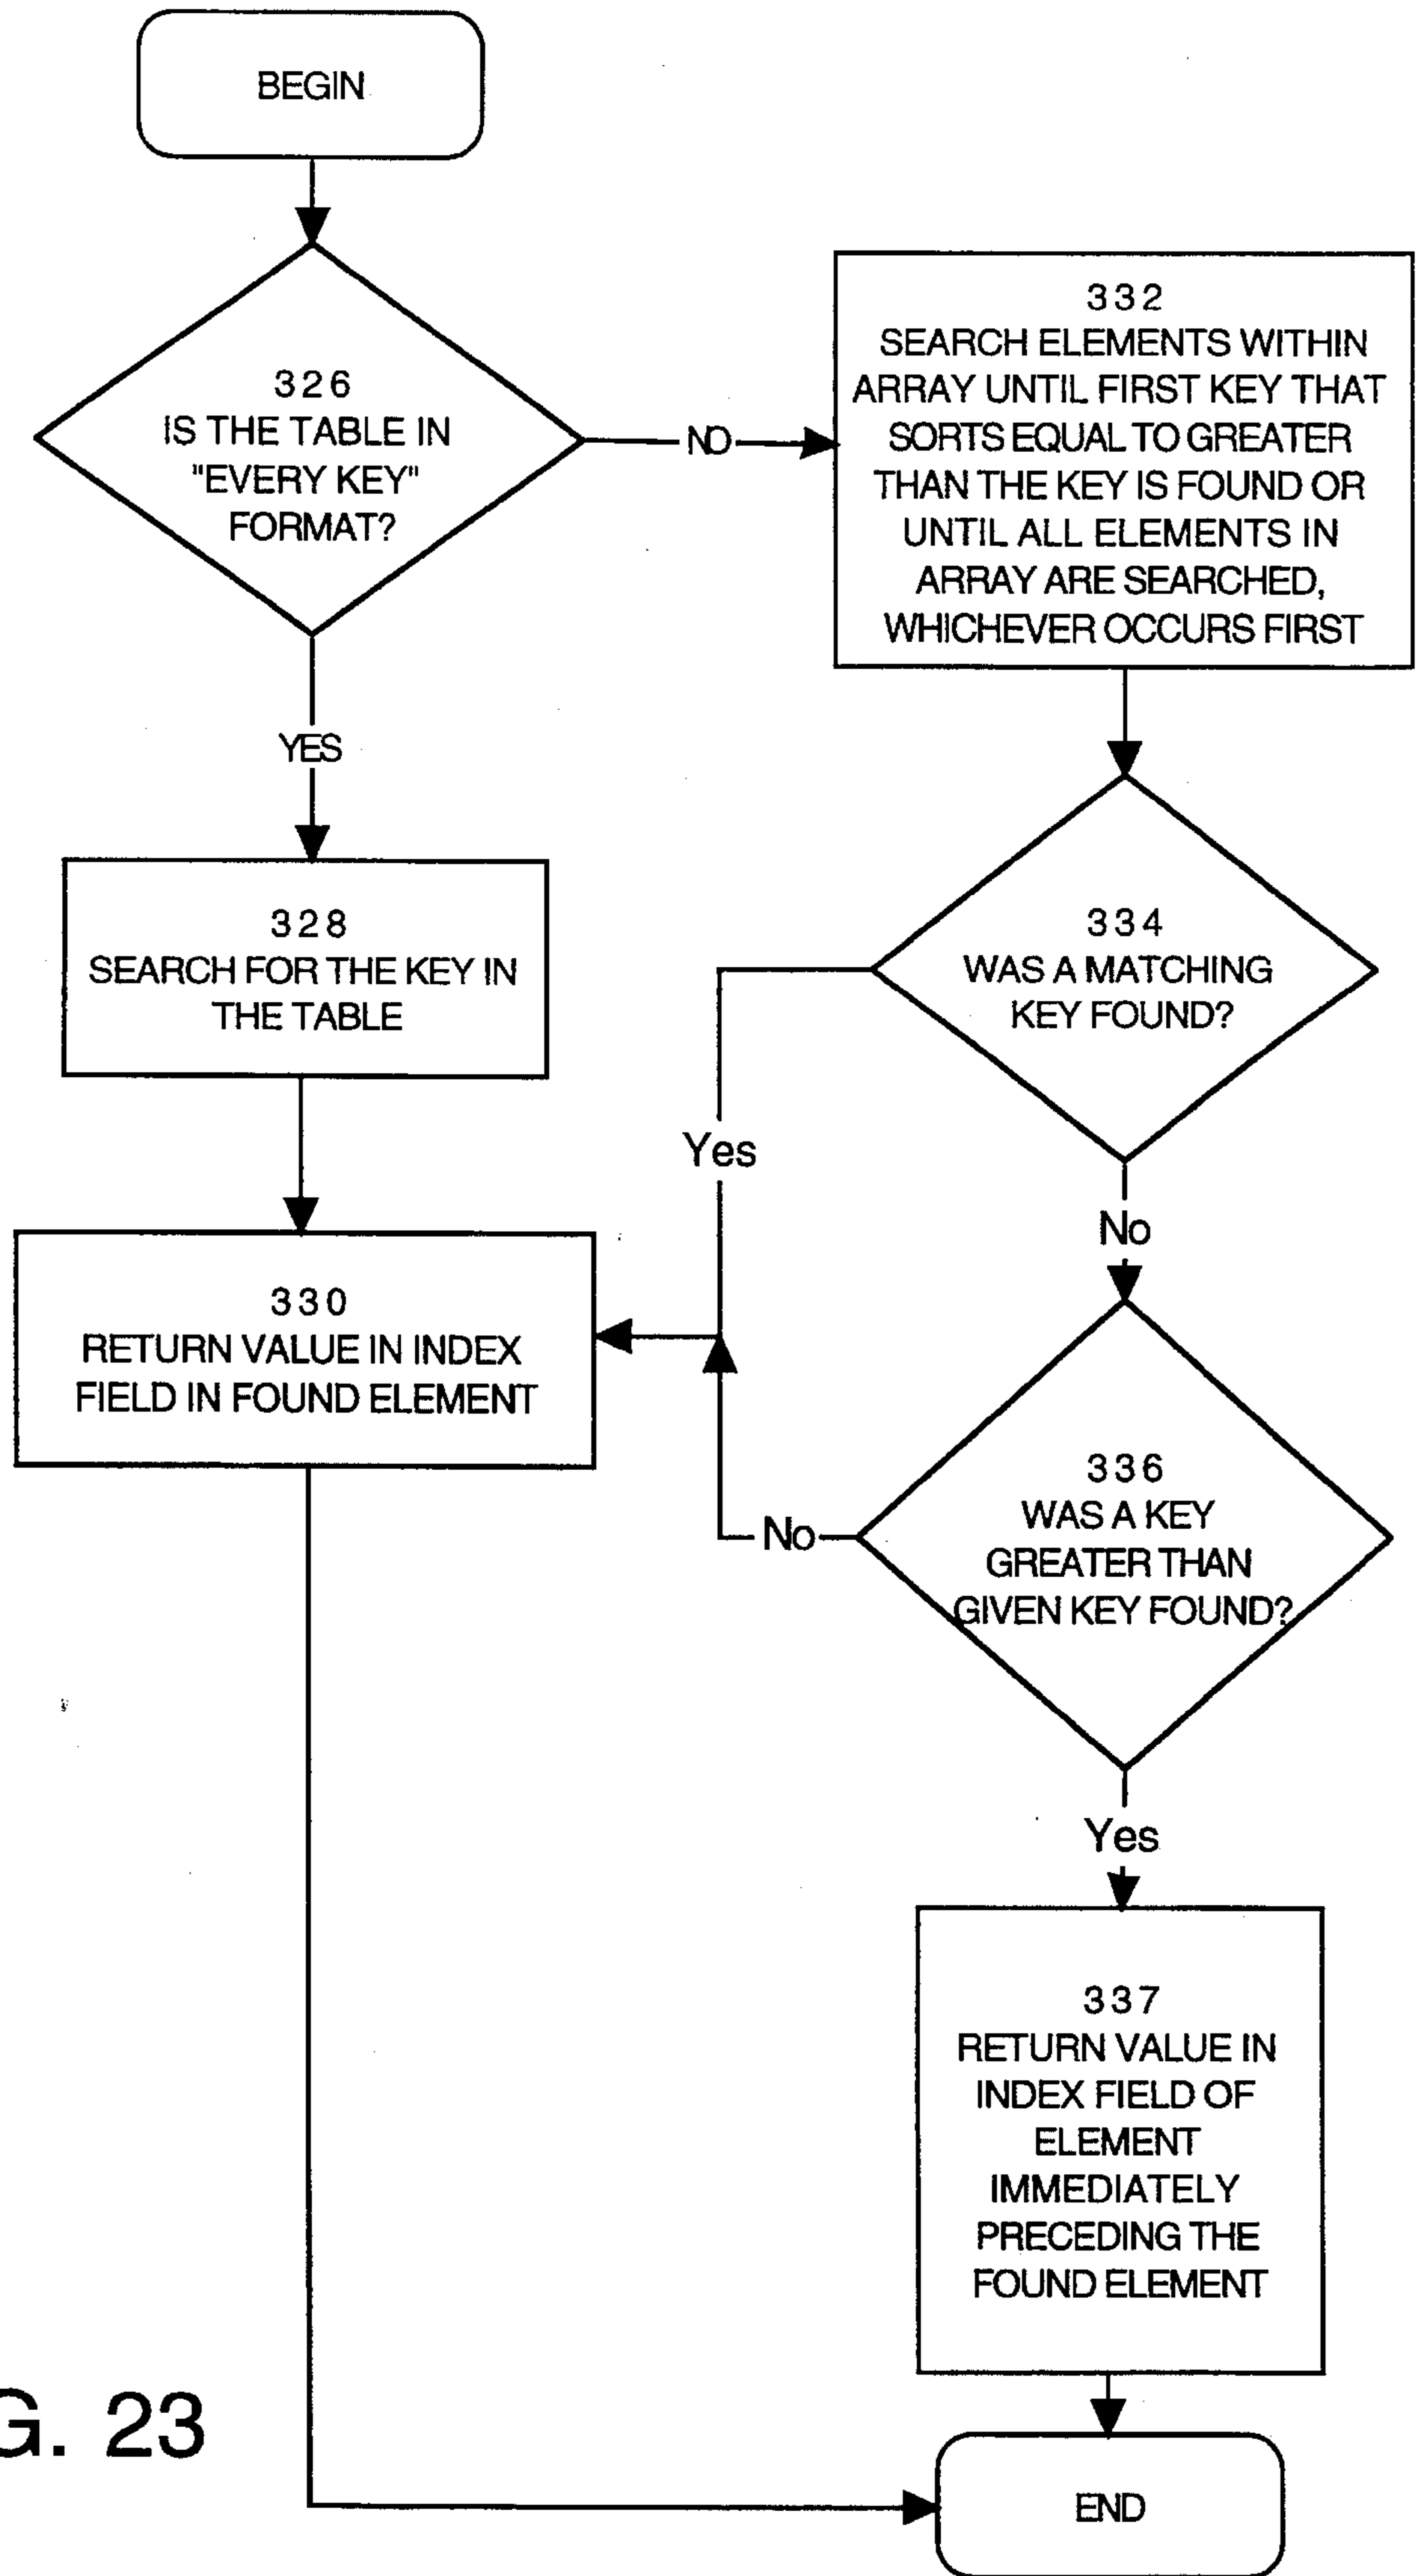 BEGIN
326
IS THE TABLE IN
"EVERY KEY"
FORMAT?
NO
YES
332
SEARCH ELEMENTS WITHIN
ARRAY UNTIL FIRST KEY THAT
SORTS EQUAL TO GREATER
THAN THE KEY IS FOUND OR
UNTIL ALL ELEMENTS IN
ARRAY ARE SEARCHED,
WHICHEVER OCCURS FIRST
328
SEARCH FOR THE KEY IN
THE TABLE
334
WAS A MATCHING
KEY FOUND?
Yes
No
330
RETURN VALUE IN INDEX
FIELD IN FOUND ELEMENT
336
WAS A KEY
GREATER THAN
GIVEN KEY FOUND?
No
Yes
337
RETURN VALUE IN
INDEX FIELD OF
ELEMENT
IMMEDIATELY
PRECEDING THE
FOUND ELEMENT
G. 23
END